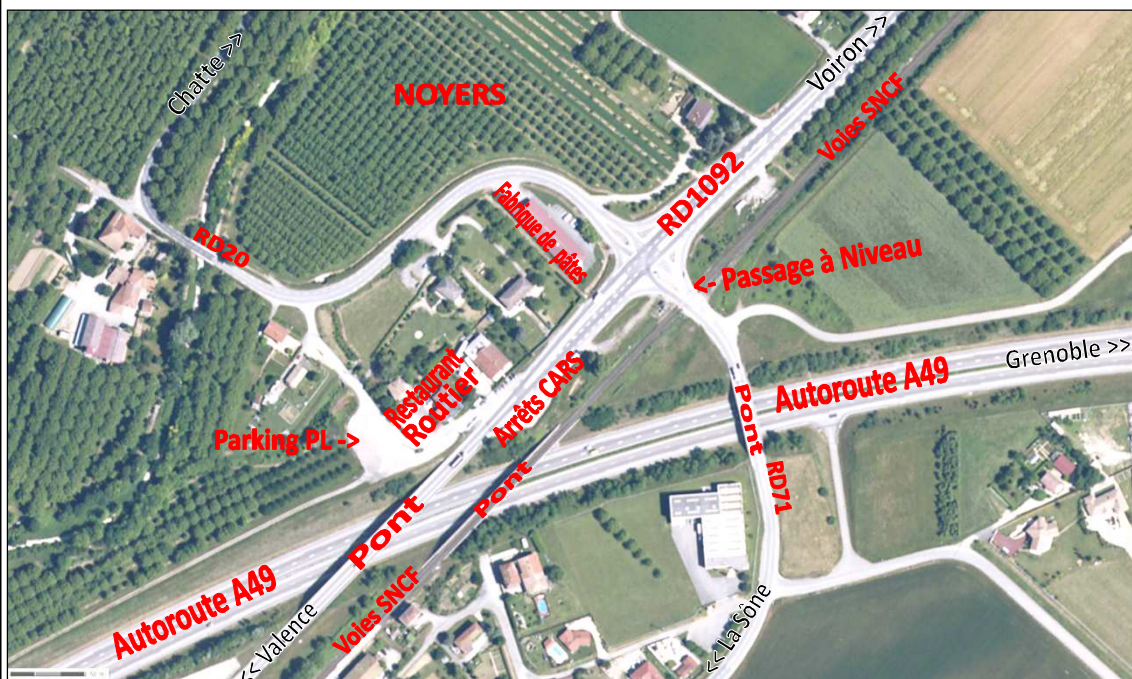 Chatte >>
NOYERS
Voiron >>
Voies SNCF
RD1092
Fabrique de pâtes
RD20
<- Passage à Niveau
Grenoble >>
Autoroute A49
Restaurant
Routier
Arrêts CARS
Parking PL ->
Pont RD71
Pont
Pont
Autoroute A49
<< Valence
Voies SNCF
<< La Sône